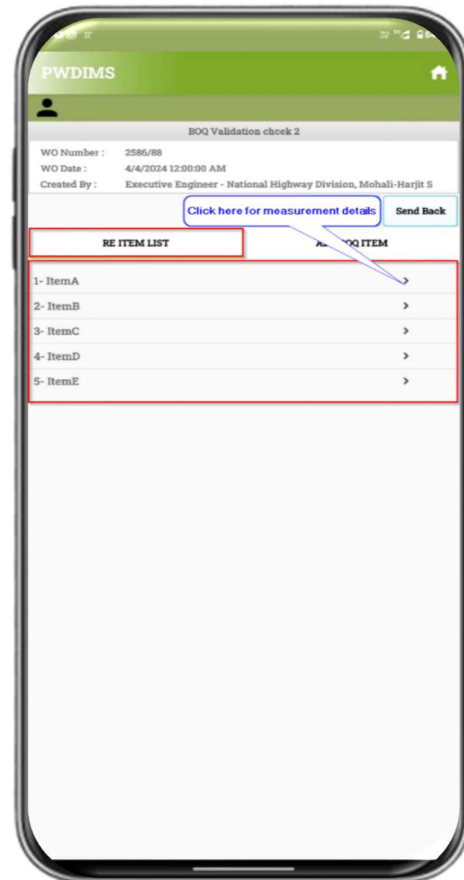 PWDIMS
BOQ Validation chcek 2
WO Number : 2586/88
WO Date : 4/4/2024 12:00:00 AM
Created By : Executive Engineer - National Highway Division, Mohali-Harjit S
Click here for measurement details Send Back
RE ITEM LIST ITEM
1- ItemA
2- ItemB
3- ItemC
4- ItemD
5- ItemE